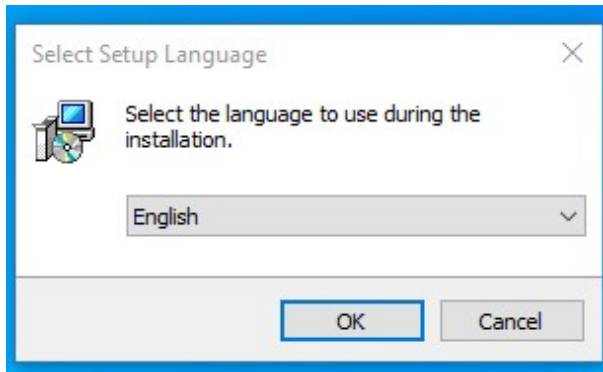 Select Setup Language
Select the language to use during the
installation.
English
OK
Cancel